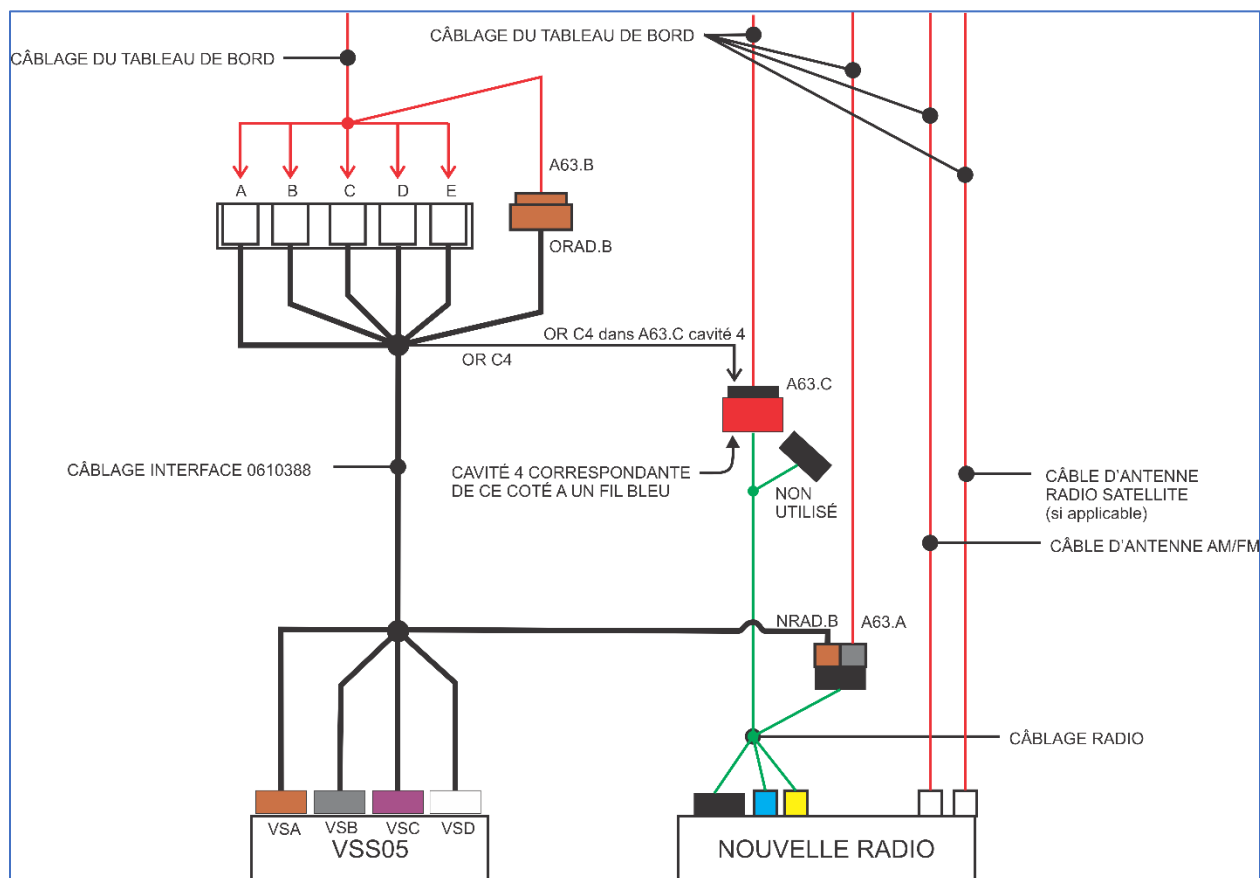 CÂBLAGE DU TABLEAU DE BORD
CÂBLAGE DU TABLEAU DE BORD
A63.B
A
B
C
D
E
ORAD.B
OR C4 dans A63.C cavité 4
OR C4
A63.C
CÂBLAGE INTERFACE 0610388
CAVITÉ 4 CORRESPONDANTE
DE CE COTÉ A UN FIL BLEU
NON
UTILISÉ
CÂBLE D'ANTENNE
RADIO SATELLITE
(si applicable)
CÂBLE D'ANTENNE AM/FM
NRAD.B
A63.A
CÂBLAGE RADIO
VSA
VSB
VSC
VSD
VSS05
NOUVELLE RADIO